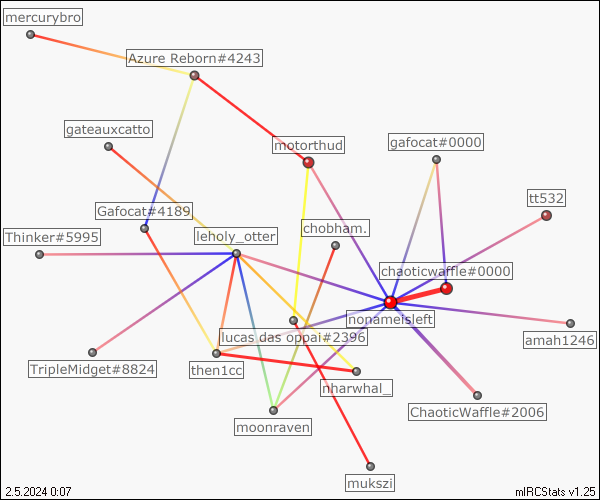 mercurybro
Azure Reborn#4243
gateauxcatto
motorthud
gafocat#0000
tt532
Gafocat#4189
chobham.
Thinker#5995
leholy_otter
chaoticwaffle#0000
nonameisleft
lucas das oppai#2396
amah1246
TripleMidget#8824
then1cc
nharwhal_
ChaoticWaffle#2006
moonraven
mukszi
2.5.2024 0:07
mIRCStats v1.25